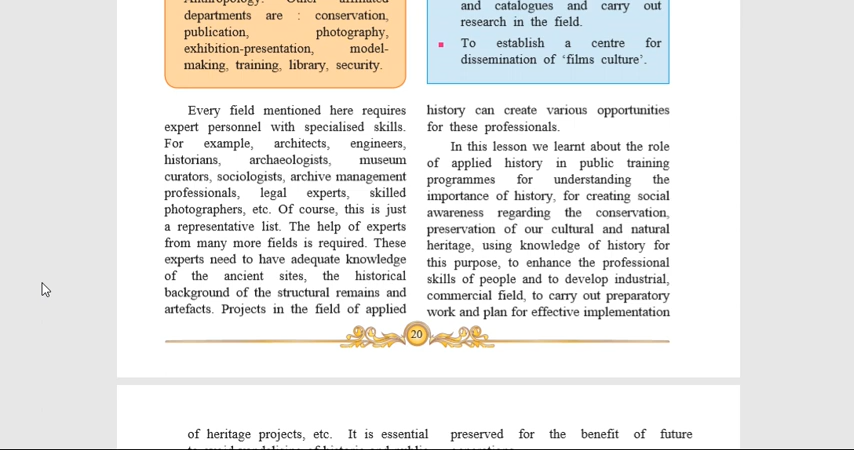 Anthropology. Other affiliated
departments are : conservation,
publication, photography,
exhibition-presentation, model-
making, training, library, security.
and catalogues and carry out
research in the field.
To establish a centre for
dissemination of ‘films culture’.
Every field mentioned here requires
expert personnel with specialised skills.
For example, architects, engineers,
historians, archaeologists, museum
curators, sociologists, archive management
professionals, legal experts, skilled
photographers, etc. Of course, this is just
a representative list. The help of experts
from many more fields is required. These
experts need to have adequate knowledge
of the ancient sites, the historical
background of the structural remains and
artefacts. Projects in the field of applied
history can create various opportunities
for these professionals.
In this lesson we learnt about the role
of applied history in public training
programmes for understanding the
importance of history, for creating social
awareness regarding the conservation,
preservation of our cultural and natural
heritage, using knowledge of history for
this purpose, to enhance the professional
skills of people and to develop industrial,
commercial field, to carry out preparatory
work and plan for effective implementation
20
of heritage projects, etc. It is essential
preserved for the benefit of future